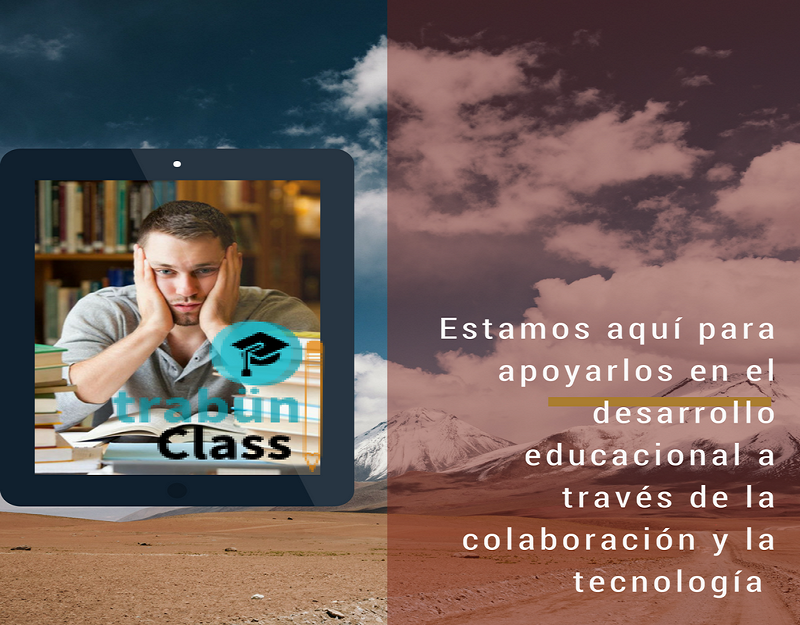 trabün
Class
Estamos aquí para
apoyarlos en el
desarrollo
educacional a
través de la
colaboración y la
tecnología